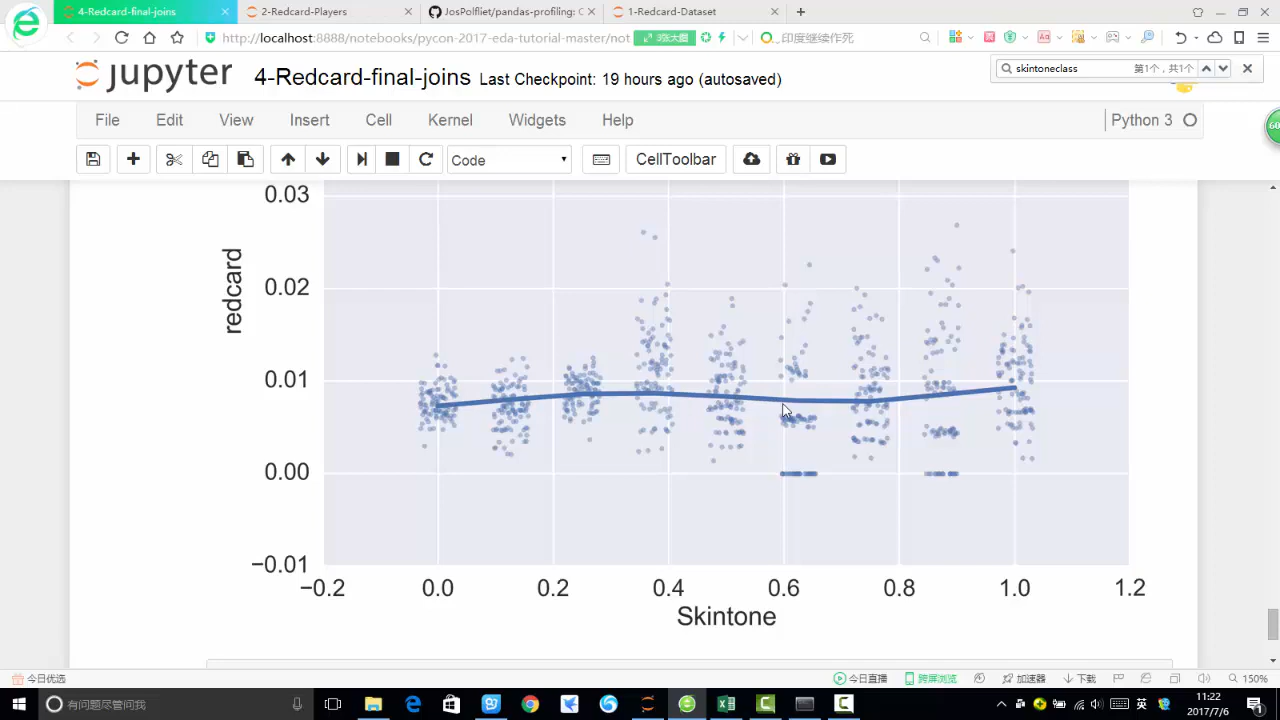 4-Redcard-final-joins
2-Redcard-Players
JosPolfliet/pandas-profiling: C
1-Redcard-Dataset
http://localhost:8888/notebooks/pycon-2017-eda-tutorial-master/not
3张大图
印度继续作死
jupyter
4-Redcard-final-joins Last Checkpoint: 19 hours ago (autosaved)
skintoneclass
第1个，共1个
File Edit View Insert Cell Kernel Widgets Help
Python 3
Code
CellToolbar
60
0.03
0.02
0.01
0.00
−0.01
redcard
−0.2 0.0 0.2 0.4 0.6 0.8 1.0 1.2
Skintone
今日优选
今日直播
跨屏浏览
加速器
下载
150%
有问题尽管问我
英
11:22
2017/7/6